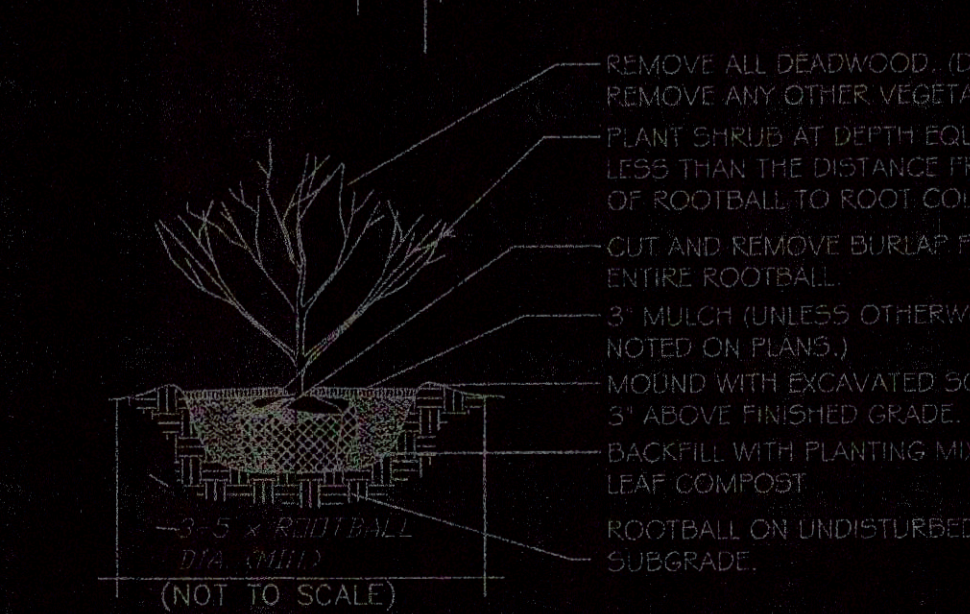 REMOVE ALL DEADWOOD. (D
REMOVE ANY OTHER VEGETA
PLANT SHRUB AT DEPTH EQU
LESS THAN THE DISTANCE FR
OF ROOTBALL TO ROOT COL
CUT AND REMOVE BURLAP F
ENTIRE ROOTBALL.
3" MULCH (UNLESS OTHERW
NOTED ON PLANS.)
MOUND WITH EXCAVATED SO
3" ABOVE FINISHED GRADE.
BACKFILL WITH PLANTING MIX
LEAF COMPOST
ROOTBALL ON UNDISTURBED
SUBGRADE.
3-5 x ROOTBALL
DIA. (MIN.)
(NOT TO SCALE)